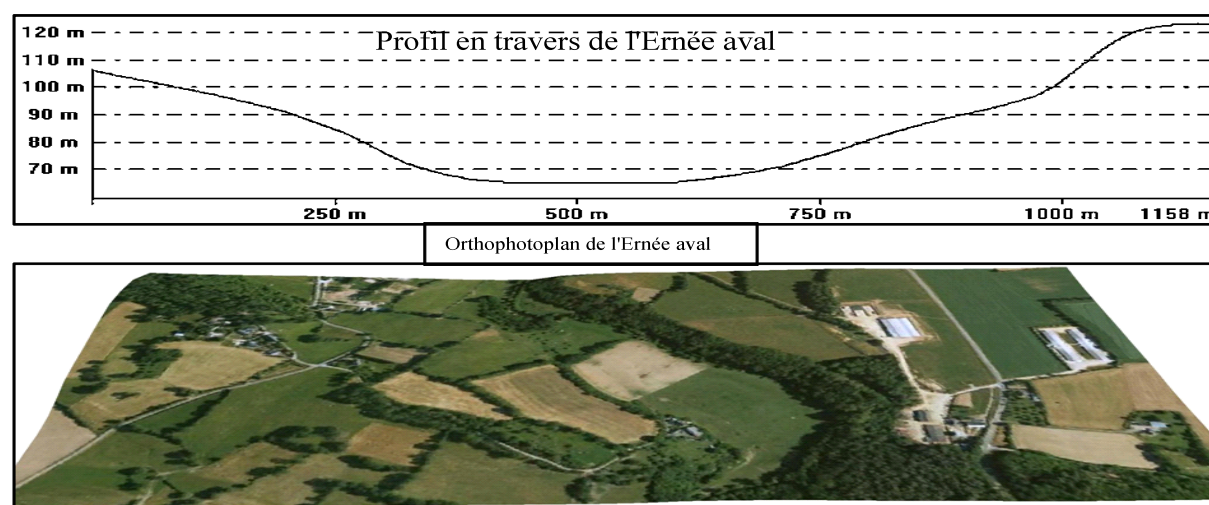 Profil en travers de l'Ernée aval
120 m
110 m
100 m
90 m
80 m
70 m
250 m 500 m 750 m 1000 m 1158 m
Orthophotoplan de l'Ernée aval